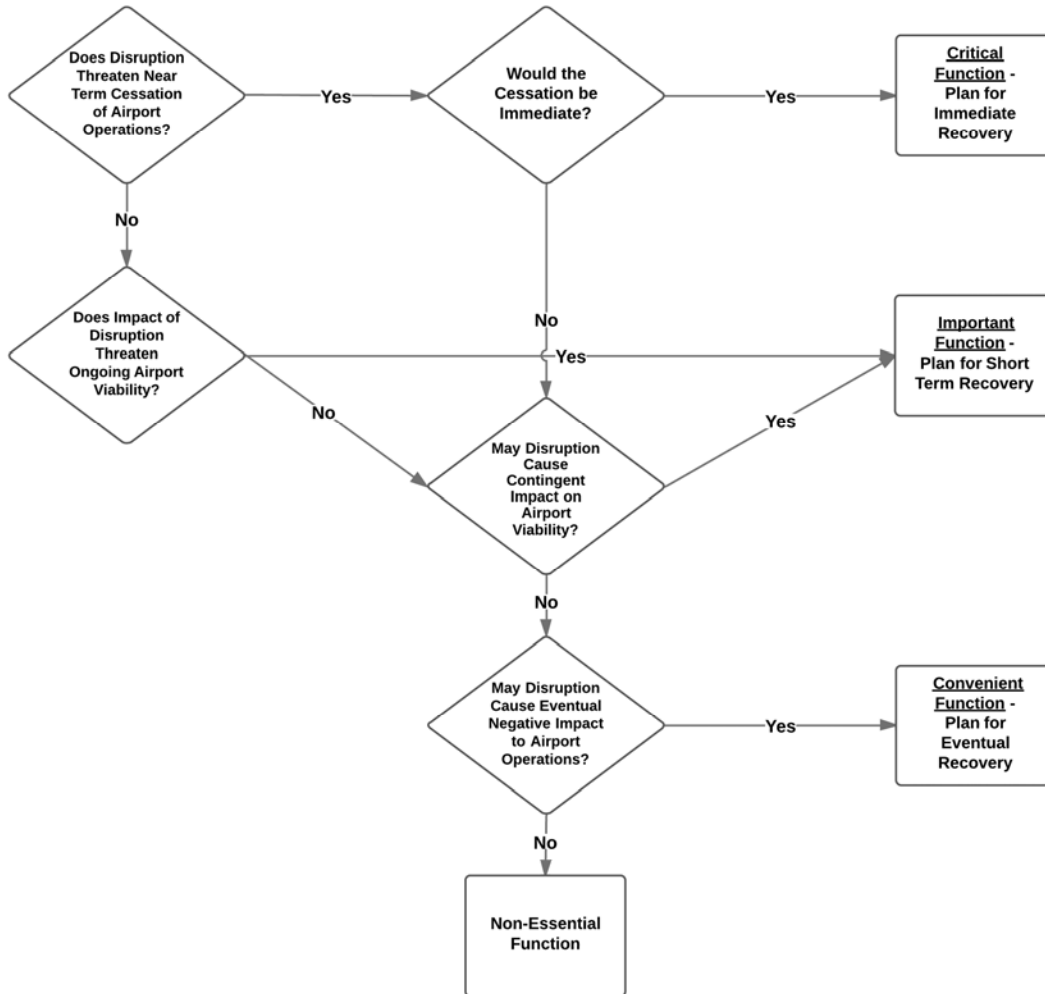 Does Disruption
Threaten Near
Term Cessation
of Airport
Operations?
Yes
Would the
Cessation be
Immediate?
Yes
Critical
Function -
Plan for
Immediate
Recovery
No
No
Does Impact of
Disruption
Threaten
Ongoing Airport
Viability?
Yes
Important
Function -
Plan for Short
Term Recovery
No
May Disruption
Cause
Contingent
Impact on
Airport
Viability?
Yes
No
May Disruption
Cause Eventual
Negative Impact
to Airport
Operations?
Yes
Convenient
Function -
Plan for
Eventual
Recovery
No
Non-Essential
Function